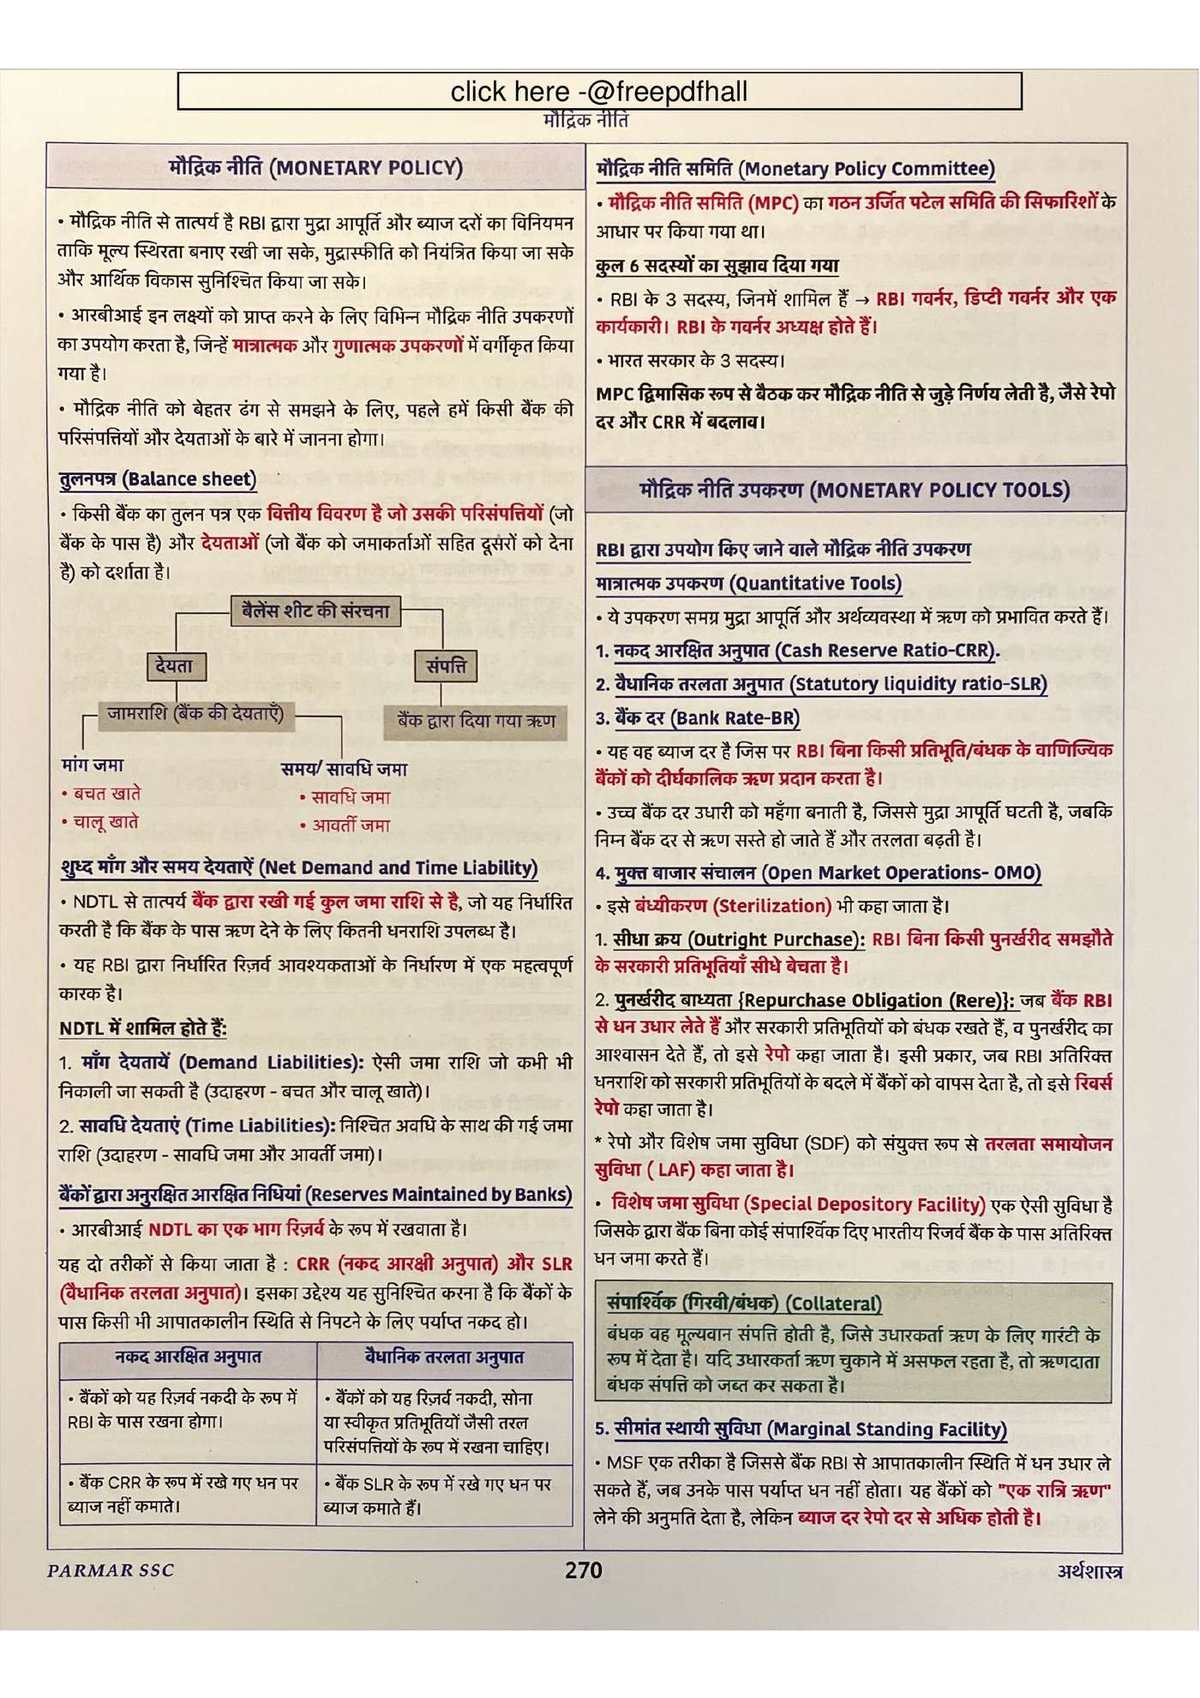 click here -@freepdfhall
मौद्रिक नीति
मौद्रिक नीति (MONETARY POLICY)
• मौद्रिक नीति से तात्पर्य है RBI द्वारा मुद्रा आपूर्ति और ब्याज दरों का विनियमन
ताकि मूल्य स्थिरता बनाए रखी जा सके, मुद्रास्फीति को नियंत्रित किया जा सके
और आर्थिक विकास सुनिश्चित किया जा सके।
• आरबीआई इन लक्ष्यों को प्राप्त करने के लिए विभिन्न मौद्रिक नीति उपकरणों
का उपयोग करता है, जिन्हें मात्रात्मक और गुणात्मक उपकरणों में वर्गीकृत किया
गया है।
• मौद्रिक नीति को बेहतर ढंग से समझने के लिए, पहले हमें किसी बैंक की
परिसंपत्तियों और देयताओं के बारे में जानना होगा।
तुलनपत्र (Balance sheet)
• किसी बैंक का तुलन पत्र एक वित्तीय विवरण है जो उसकी परिसंपत्तियों (जो
बैंक के पास है) और देयताओं (जो बैंक को जमाकर्ताओं सहित दूसरों को देना
है) को दर्शाता है।
बैलेंस शीट की संरचना
देयता
संपत्ति
जामराशि (बैंक की देयताएँ)
बैंक द्वारा दिया गया ऋण
मांग जमा
• बचत खाते
• चालू खाते
समय/ सावधि जमा
• सावधि जमा
• आवर्ती जमा
शुध्द माँग और समय देयताऐं (Net Demand and Time Liability)
• NDTL से तात्पर्य बैंक द्वारा रखी गई कुल जमा राशि से है, जो यह निर्धारित
करती है कि बैंक के पास ऋण देने के लिए कितनी धनराशि उपलब्ध है।
• यह RBI द्वारा निर्धारित रिज़र्व आवश्यकताओं के निर्धारण में एक महत्वपूर्ण
कारक है।
NDTL में शामिल होते हैं:
1. माँग देयतायें (Demand Liabilities): ऐसी जमा राशि जो कभी भी
निकाली जा सकती है (उदाहरण - बचत और चालू खाते)।
2. सावधि देयताएं (Time Liabilities): निश्चित अवधि के साथ की गई जमा
राशि (उदाहरण - सावधि जमा और आवर्ती जमा)।
बैंकों द्वारा अनुरक्षित आरक्षित निधियां (Reserves Maintained by Banks)
• आरबीआई NDTL का एक भाग रिज़र्व के रूप में रखवाता है।
यह दो तरीकों से किया जाता है : CRR (नकद आरक्षी अनुपात) और SLR
(वैधानिक तरलता अनुपात)। इसका उद्देश्य यह सुनिश्चित करना है कि बैंकों के
पास किसी भी आपातकालीन स्थिति से निपटने के लिए पर्याप्त नकद हो।
नकद आरक्षित अनुपात
वैधानिक तरलता अनुपात
• बैंकों को यह रिज़र्व नकदी के रूप में
RBI के पास रखना होगा।
• बैंकों को यह रिज़र्व नकदी, सोना
या स्वीकृत प्रतिभूतियों जैसी तरल
परिसंपत्तियों के रूप में रखना चाहिए।
• बैंक CRR के रूप में रखे गए धन पर
ब्याज नहीं कमाते।
• बैंक SLR के रूप में रखे गए धन पर
ब्याज कमाते हैं।
मौद्रिक नीति समिति (Monetary Policy Committee)
• मौद्रिक नीति समिति (MPC) का गठन उर्जित पटेल समिति की सिफारिशों के
आधार पर किया गया था।
कुल 6 सदस्यों का सुझाव दिया गया
• RBI के 3 सदस्य, जिनमें शामिल हैं → RBI गवर्नर, डिप्टी गवर्नर और एक
कार्यकारी। RBI के गवर्नर अध्यक्ष होते हैं।
• भारत सरकार के 3 सदस्य।
MPC द्विमासिक रूप से बैठक कर मौद्रिक नीति से जुड़े निर्णय लेती है, जैसे रेपो
दर और CRR में बदलाव।
मौद्रिक नीति उपकरण (MONETARY POLICY TOOLS)
RBI द्वारा उपयोग किए जाने वाले मौद्रिक नीति उपकरण
मात्रात्मक उपकरण (Quantitative Tools)
• ये उपकरण समग्र मुद्रा आपूर्ति और अर्थव्यवस्था में ऋण को प्रभावित करते हैं।
1. नकद आरक्षित अनुपात (Cash Reserve Ratio-CRR).
2. वैधानिक तरलता अनुपात (Statutory liquidity ratio-SLR)
3. बैंक दर (Bank Rate-BR)
• यह वह ब्याज दर है जिस पर RBI बिना किसी प्रतिभूति/बंधक के वाणिज्यिक
बैंकों को दीर्घकालिक ऋण प्रदान करता है।
• उच्च बैंक दर उधारी को महँगा बनाती है, जिससे मुद्रा आपूर्ति घटती है, जबकि
निम्न बैंक दर से ऋण सस्ते हो जाते हैं और तरलता बढ़ती है।
4. मुक्त बाजार संचालन (Open Market Operations- OMO)
• इसे बंध्यीकरण (Sterilization) भी कहा जाता है।
1. सीधा क्रय (Outright Purchase): RBI बिना किसी पुनर्खरीद समझौते
के सरकारी प्रतिभूतियाँ सीधे बेचता है।
2. पुनर्खरीद बाध्यता {Repurchase Obligation (Rere)}: जब बैंक RBI
से धन उधार लेते हैं और सरकारी प्रतिभूतियों को बंधक रखते हैं, व पुनर्खरीद का
आश्वासन देते हैं, तो इसे रेपो कहा जाता है। इसी प्रकार, जब RBI अतिरिक्त
धनराशि को सरकारी प्रतिभूतियों के बदले में बैंकों को वापस देता है, तो इसे रिवर्स
रेपो कहा जाता है।
* रेपो और विशेष जमा सुविधा (SDF) को संयुक्त रूप से तरलता समायोजन
सुविधा ( LAF) कहा जाता है।
• विशेष जमा सुविधा (Special Depository Facility) एक ऐसी सुविधा है
जिसके द्वारा बैंक बिना कोई संपार्श्विक दिए भारतीय रिजर्व बैंक के पास अतिरिक्त
धन जमा करते हैं।
संपार्श्विक (गिरवी/बंधक) (Collateral)
बंधक वह मूल्यवान संपत्ति होती है, जिसे उधारकर्ता ऋण के लिए गारंटी के
रूप में देता है। यदि उधारकर्ता ऋण चुकाने में असफल रहता है, तो ऋणदाता
बंधक संपत्ति को जब्त कर सकता है।
5. सीमांत स्थायी सुविधा (Marginal Standing Facility)
• MSF एक तरीका है जिससे बैंक RBI से आपातकालीन स्थिति में धन उधार ले
सकते हैं, जब उनके पास पर्याप्त धन नहीं होता। यह बैंकों को "एक रात्रि ऋण"
लेने की अनुमति देता है, लेकिन ब्याज दर रेपो दर से अधिक होती है।
PARMAR SSC
270
अर्थशास्त्र